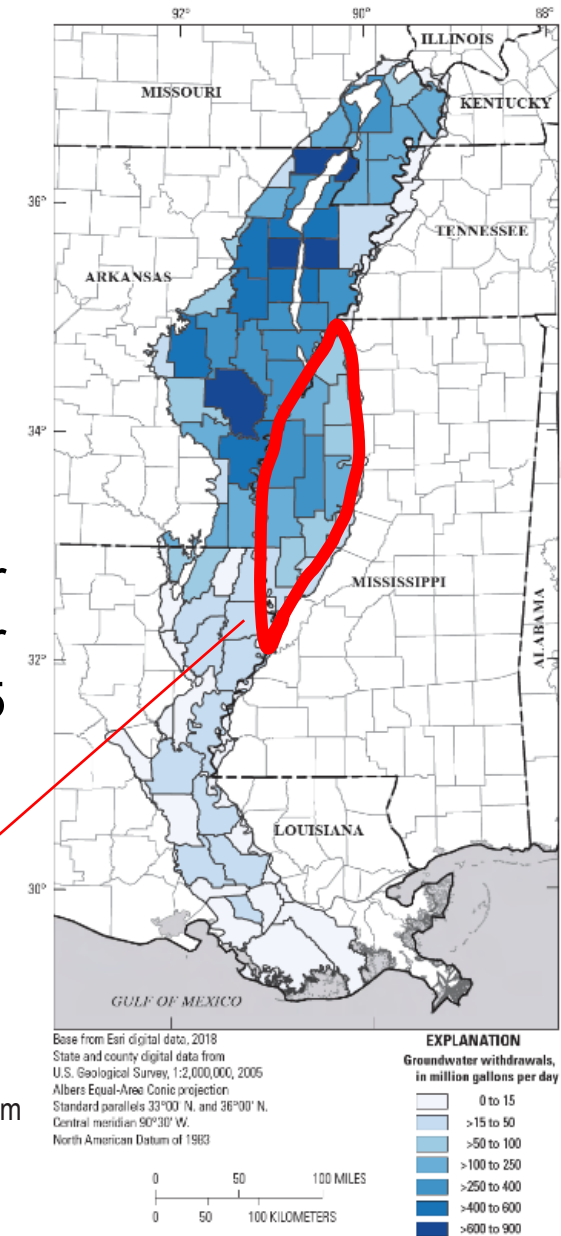 92°
90°
88°
ILLINOIS
MISSOURI
KENTUCKY
36°
TENNESSEE
ARKANSAS
34°
MISSISSIPPI
ALABAMA
32°
LOUISIANA
30°
GULF OF MEXICO
Base from Esri digital data, 2018
State and county digital data from
U.S. Geological Survey, 1:2,000,000, 2005
Albers Equal-Area Conic projection
Standard parallels 33°00' N. and 36°00' N.
Central meridian 90°30' W.
North American Datum of 1983
m
0 50 100 MILES
0 50 100 KILOMETERS
EXPLANATION
Groundwater withdrawals,
in million gallons per day
0 to 15
>15 to 50
>50 to 100
>100 to 250
>250 to 400
>400 to 600
>600 to 900